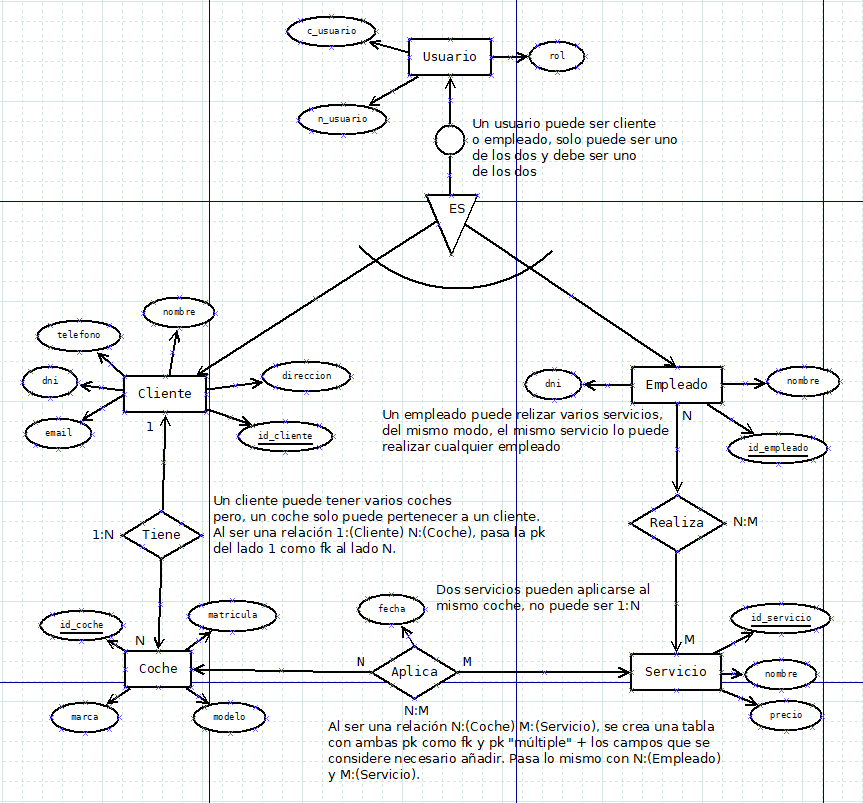 c_usuario
Usuario
rol
n_usuario
Un usuario puede ser cliente
o empleado, solo puede ser uno
de los dos y debe ser uno
de los dos
ES
nombre
telefono
dni
Cliente
direccion
email
id_cliente
1
dni
Empleado
nombre
N
id_empleado
Un empleado puede relizar varios servicios,
del mismo modo, el mismo servicio lo puede
realizar cualquier empleado
Un cliente puede tener varios coches
pero, un coche solo puede pertenecer a un cliente.
Al ser una relación 1:(Cliente) N:(Coche), pasa la pk
del lado 1 como fk al lado N.
1:N
Tiene
Realiza
N:M
Dos servicios pueden aplicarse al
mismo coche, no puede ser 1:N
id_coche
matricula
fecha
id_servicio
N
M
N
M
Coche
Aplica
Servicio
nombre
marca
modelo
N:M
precio
Al ser una relación N:(Coche) M:(Servicio), se crea una tabla
con ambas pk como fk y pk "múltiple" + los campos que se
considere necesario añadir. Pasa lo mismo con N:(Empleado)
y M:(Servicio).